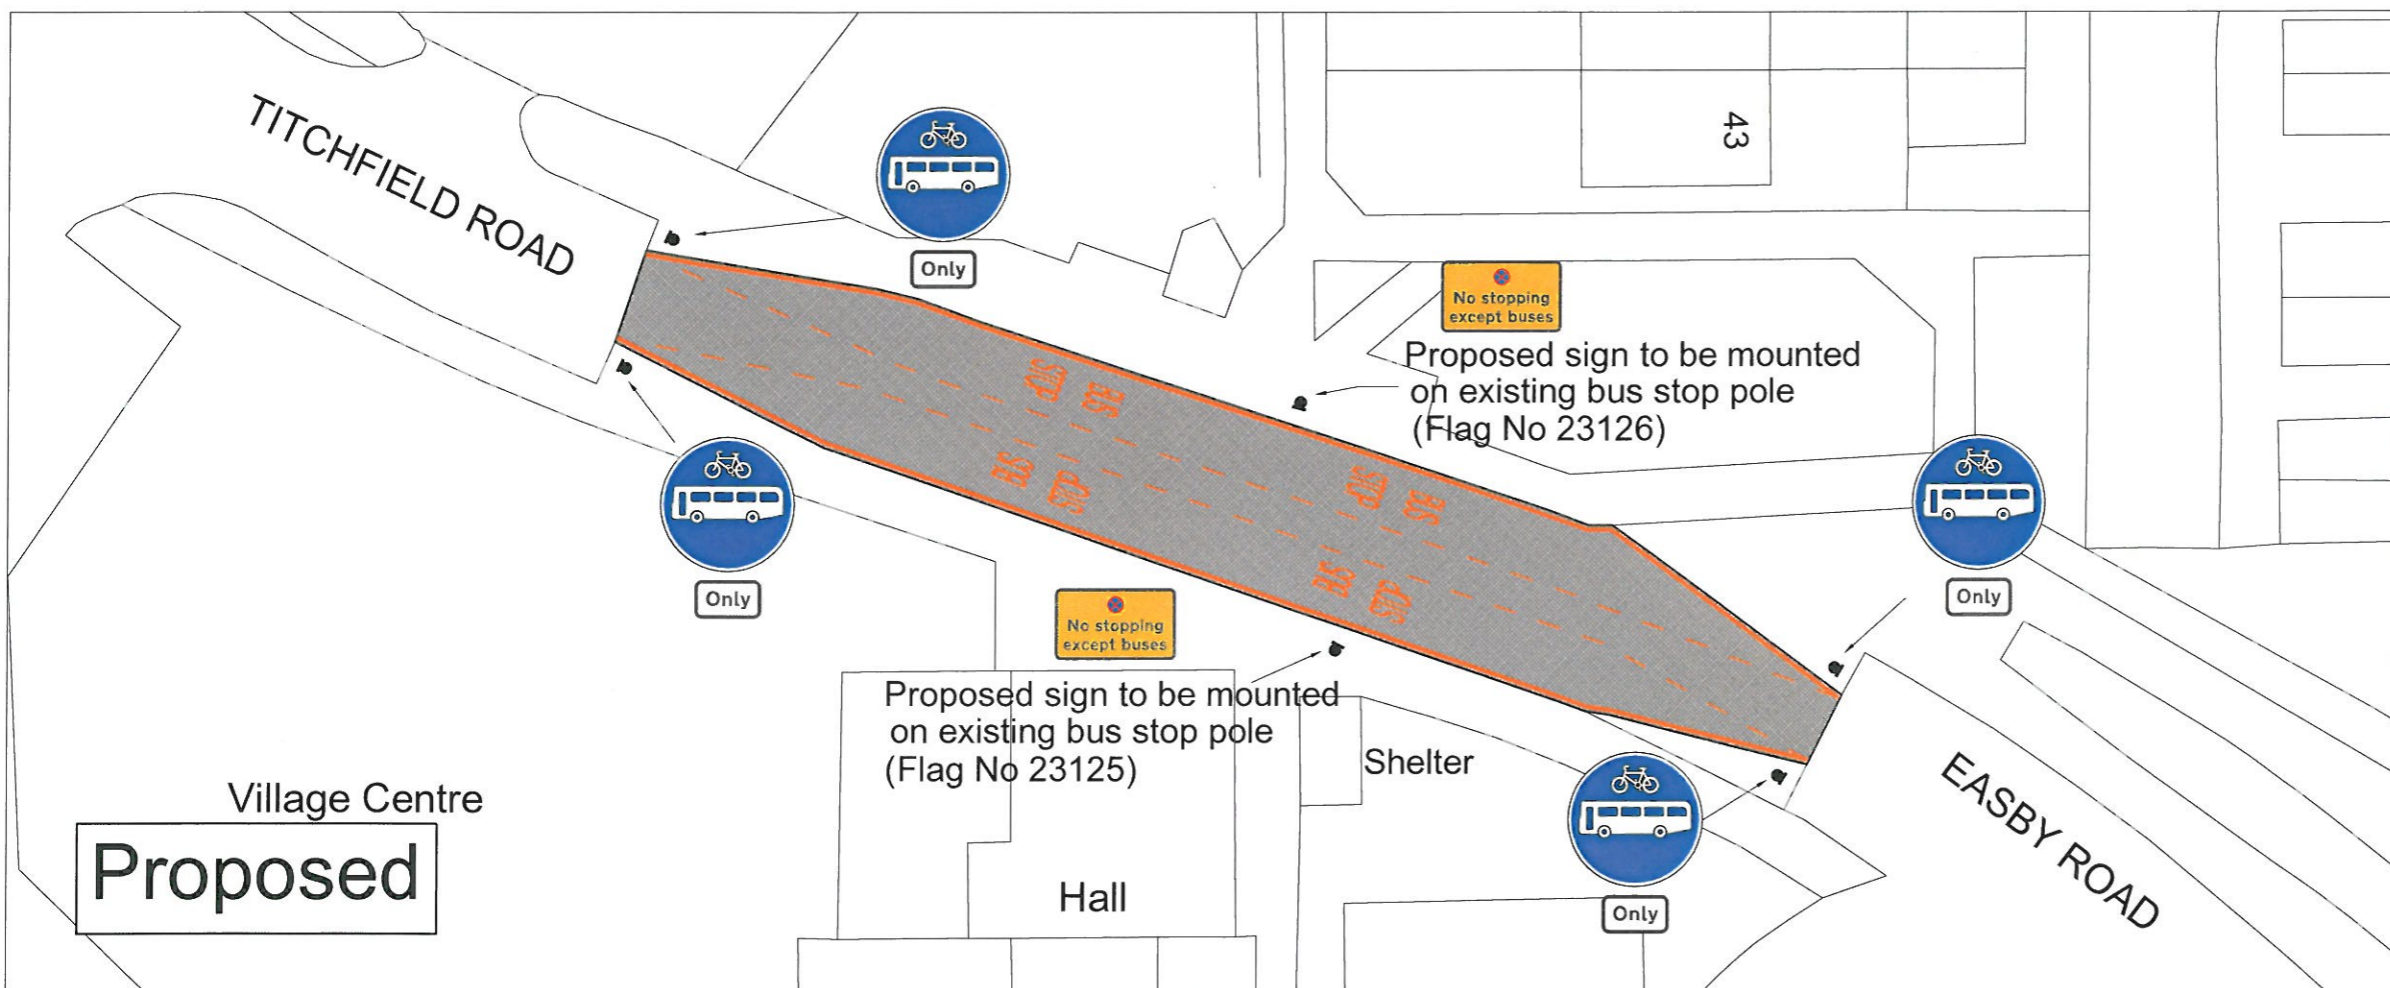 TITCHFIELD ROAD
Only
43
No stopping
except buses
Proposed sign to be mounted
on existing bus stop pole
(Flag No 23126)
STOP
BUS
BUS
STOP
STOP
BUS
BUS
STOP
Only
Only
No stopping
except buses
Proposed sign to be mounted
on existing bus stop pole
(Flag No 23125)
Shelter
EASBY ROAD
Village Centre
Proposed
Hall
Only